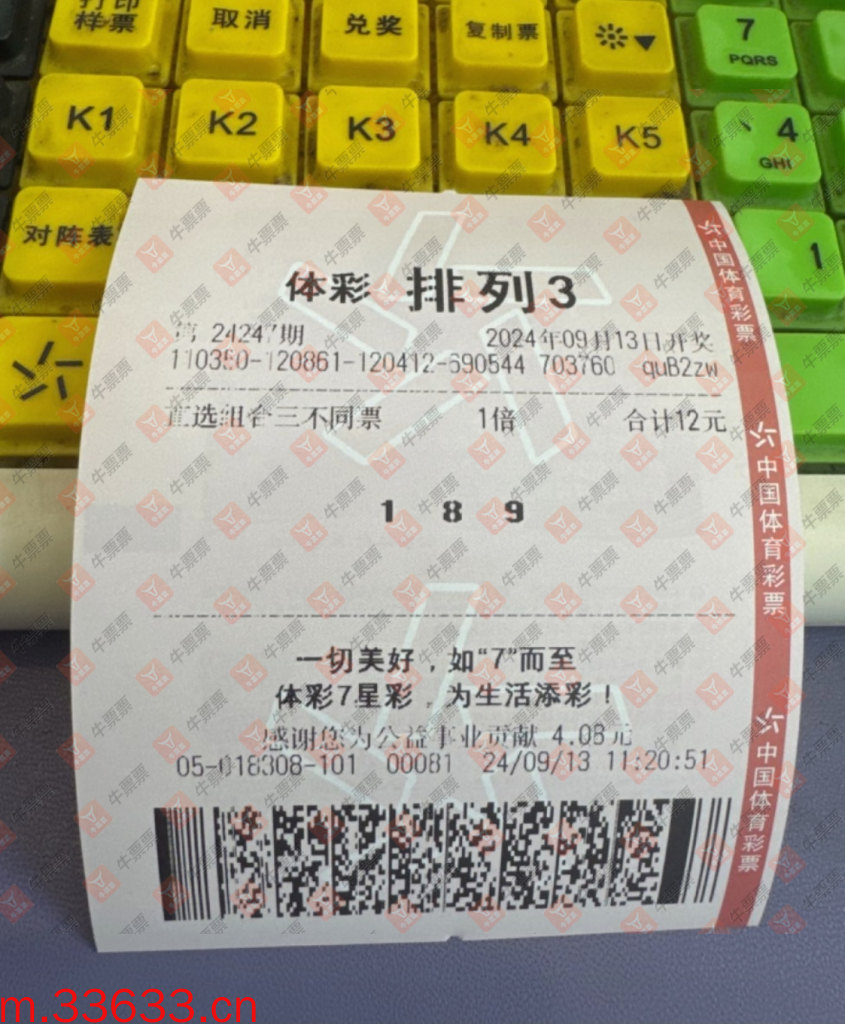 打印
样票
取消
兑奖
复制票
7
PQRS
K1
K2
K3
K4
K5
4
GHI
对阵表
1
体彩 排列3
第 24247期 2024年09月13日开奖
110350-120861-120412-690544 703760 quB2zw
直选组合三不同票 1倍 合计12元
1 8 9
一切美好，如“7”而至
体彩7星彩，为生活添彩！
感谢您为公益事业贡献 4.08元
05-018308-101 00081 24/09/13 11:20:51
中国体育彩票
中国体育彩票
中国体育彩票
牛票票
m.33633.cn